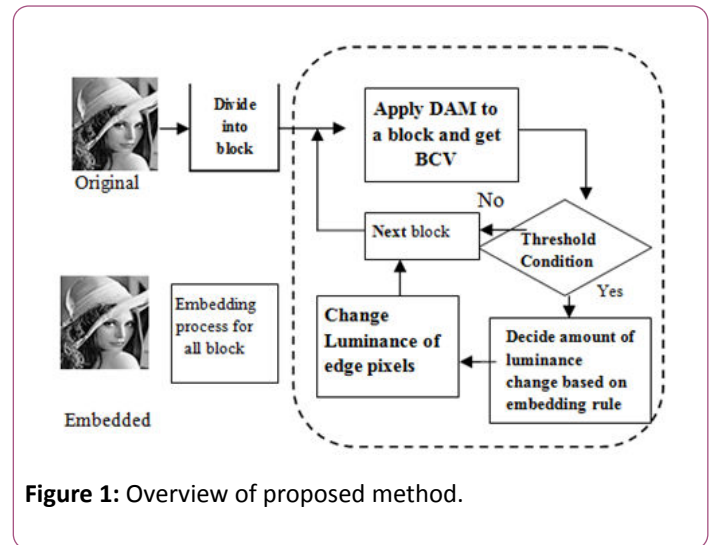 Original
Divide
into
block
Apply DAM to
a block and get
BCV
No
Next block
Threshold
Condition
Yes
Decide amount of
luminance
change based on
embedding rule
Change
Luminance of
edge pixels
Embedding
process for
all block
Embedded
Figure 1: Overview of proposed method.